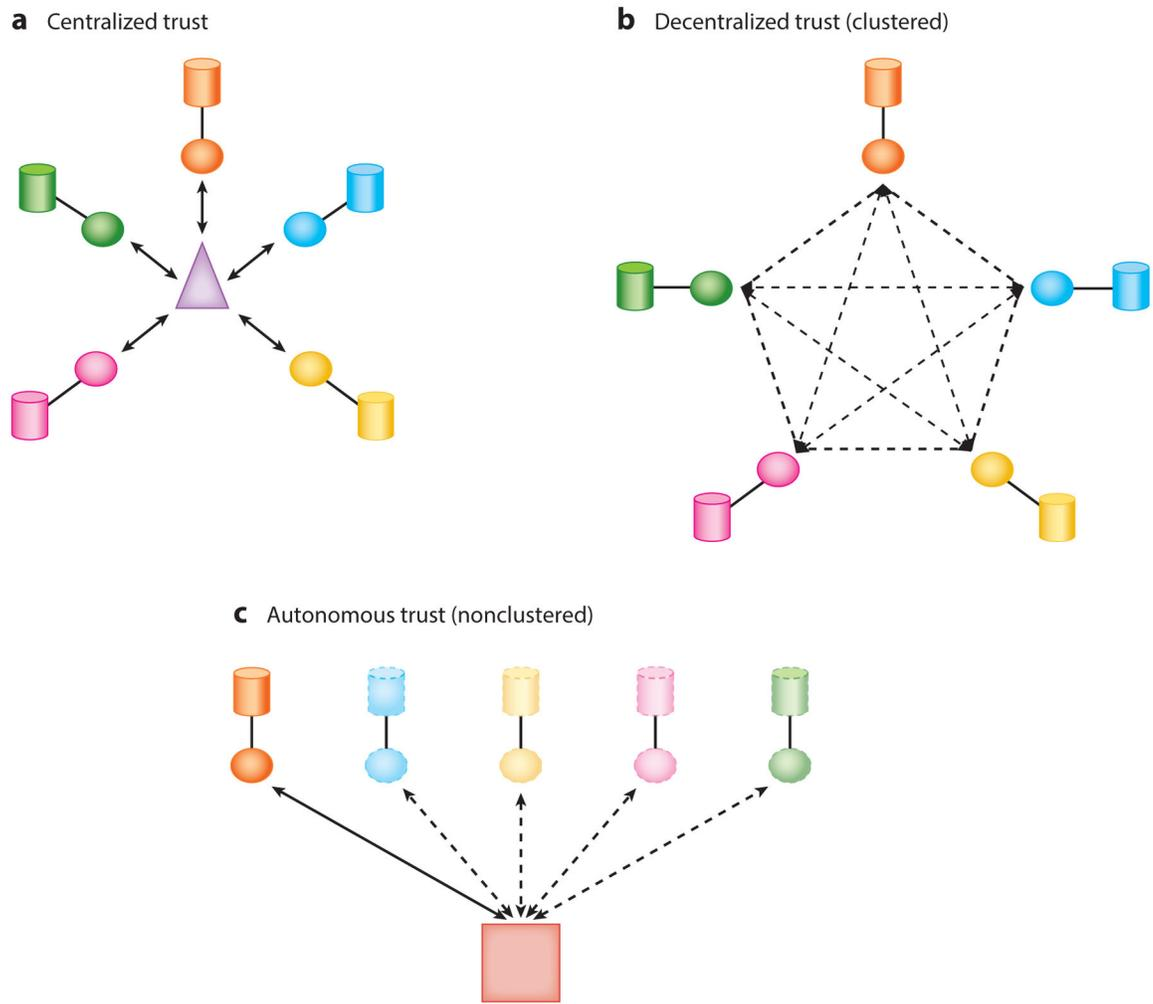 a Centralized trust
b Decentralized trust (clustered)
c Autonomous trust (nonclustered)